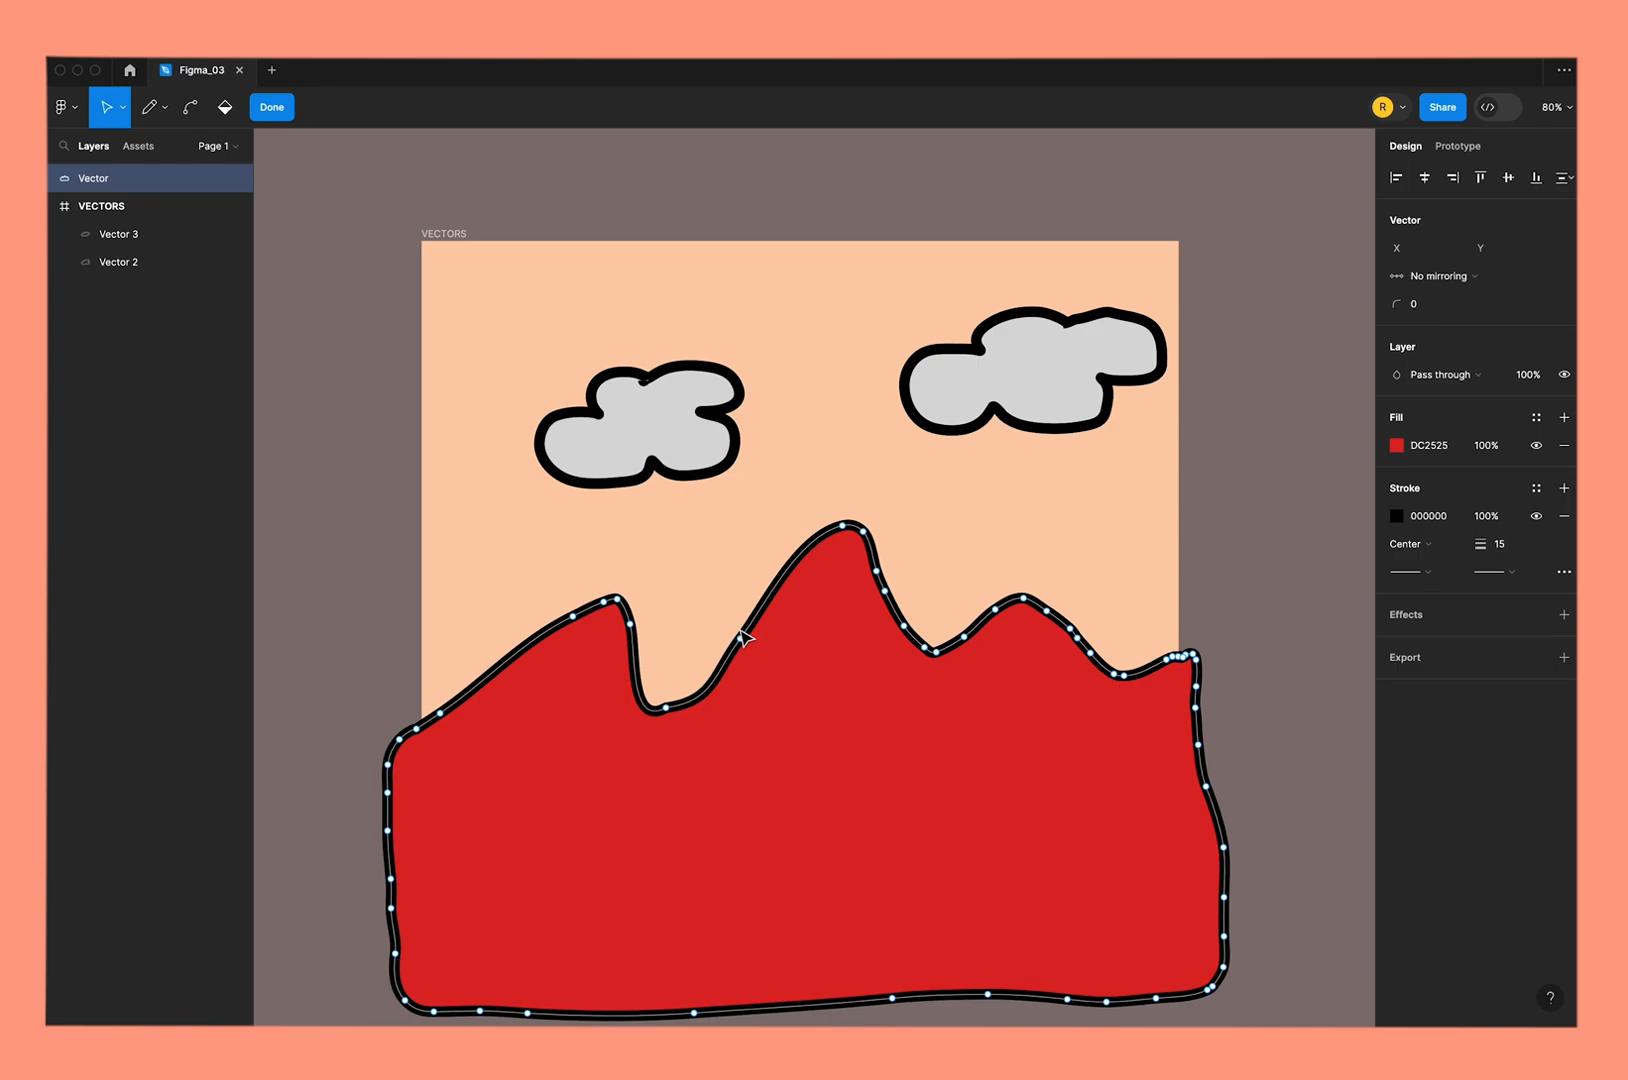 Figma_03
Done
R
Share
80%
Layers
Assets
Page 1
Vector
VECTORS
Vector 3
Vector 2
VECTORS
Design
Prototype
Vector
X
Y
No mirroring
0
Layer
Pass through
100%
Fill
DC2525
100%
Stroke
000000
100%
Center
15
Effects
Export
?